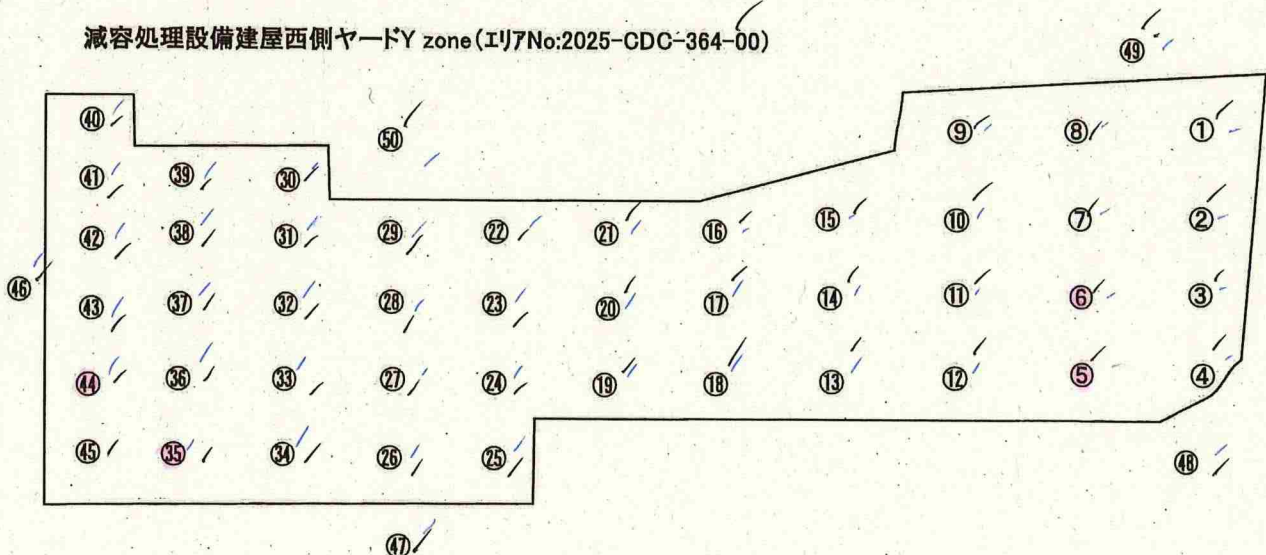 減容処理設備建屋西側ヤードY zone(エリアNo:2025-CDC-364-00)
㊾
㊵ ㊿ ⑨ ⑧ ①
㊶ ㊴ ㉚
㊷ ㊳ ㉛ ㉙ ㉒ ㉑ ⑯ ⑮ ⑩ ⑦ ②
㊻
㊸ ㊲ ㉜ ㉘ ㉓ ⑳ ⑰ ⑭ ⑪ ⑥ ③
㊹ ㊱ ㉝ ㉗ ㉔ ⑲ ⑱ ⑬ ⑫ ⑤ ④
㊺ ㉟ ㉞ ㉖ ㉕ ㊽
㊼